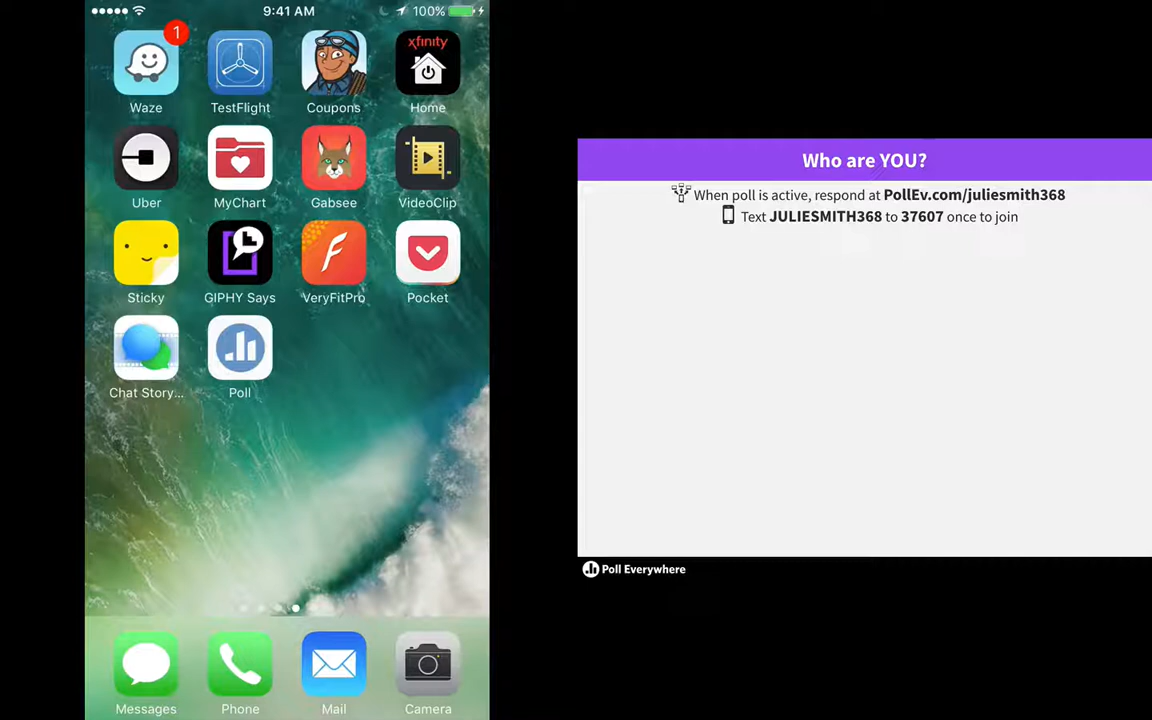 9:41 AM
100%
1
xfinity
Waze
TestFlight
Coupons
Home
Uber
MyChart
Gabsee
VideoClip
Sticky
GIPHY Says
VeryFitPro
Pocket
Chat Story...
Poll
Messages
Phone
Mail
Camera
Who are YOU?
When poll is active, respond at PollEv.com/juliesmith368
Text JULIESMITH368 to 37607 once to join
Poll Everywhere